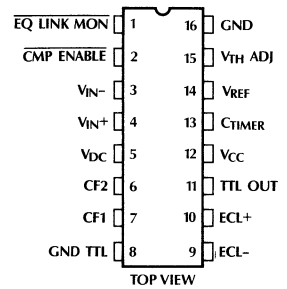 EQ LINK MON 1 16 GND
CMP ENABLE 2 15 VTH ADJ
VIN− 3 14 VREF
VIN+ 4 13 CTIMER
VDC 5 12 VCC
CF2 6 11 TTL OUT
CF1 7 10 ECL+
GND TTL 8 9 ECL−
TOP VIEW